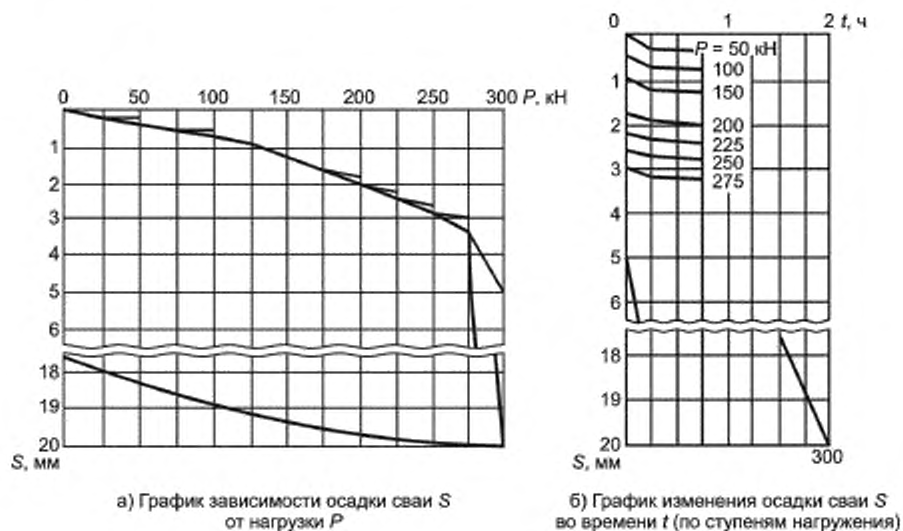 0 50 100 150 200 250 300 P, кН
1
2
3
4
5
6
18
19
20
S, мм
а) График зависимости осадки сваи S
от нагрузки P
0 1 2 t, ч
P = 50 кН
100
150
200
225
250
275
1
2
3
4
5
6
18
19
20
300
S, мм
б) График изменения осадки сваи S
во времени t (по ступеням нагружения)